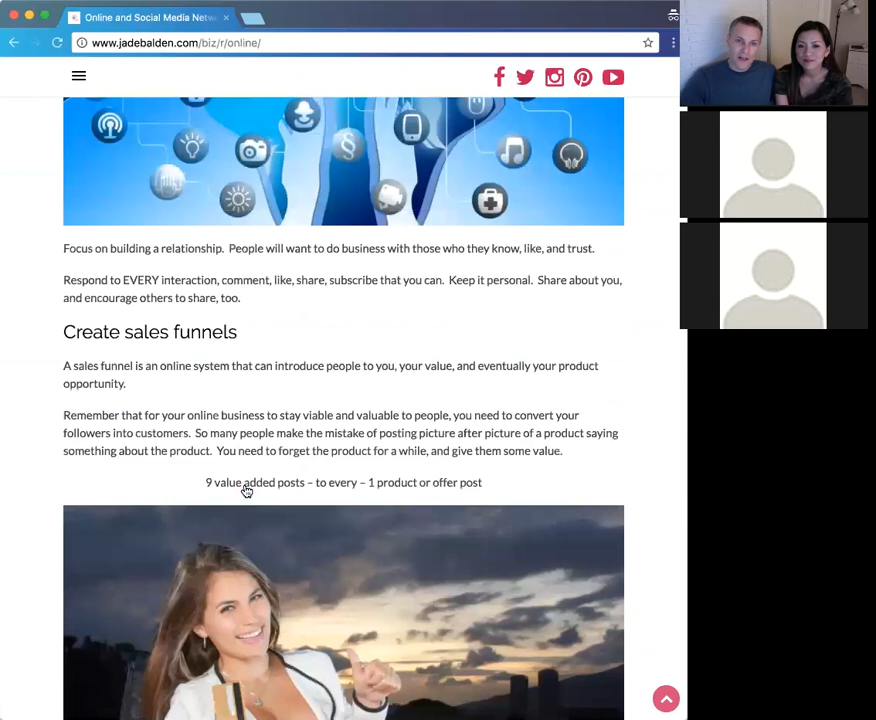 Online and Social Media Netw
www.jadebalden.com/biz/r/online/
Focus on building a relationship. People will want to do business with those who they know, like, and trust.
Respond to EVERY interaction, comment, like, share, subscribe that you can. Keep it personal. Share about you,
and encourage others to share, too.
Create sales funnels
A sales funnel is an online system that can introduce people to you, your value, and eventually your product
opportunity.
Remember that for your online business to stay viable and valuable to people, you need to convert your
followers into customers. So many people make the mistake of posting picture after picture of a product saying
something about the product. You need to forget the product for a while, and give them some value.
9 value added posts – to every – 1 product or offer post